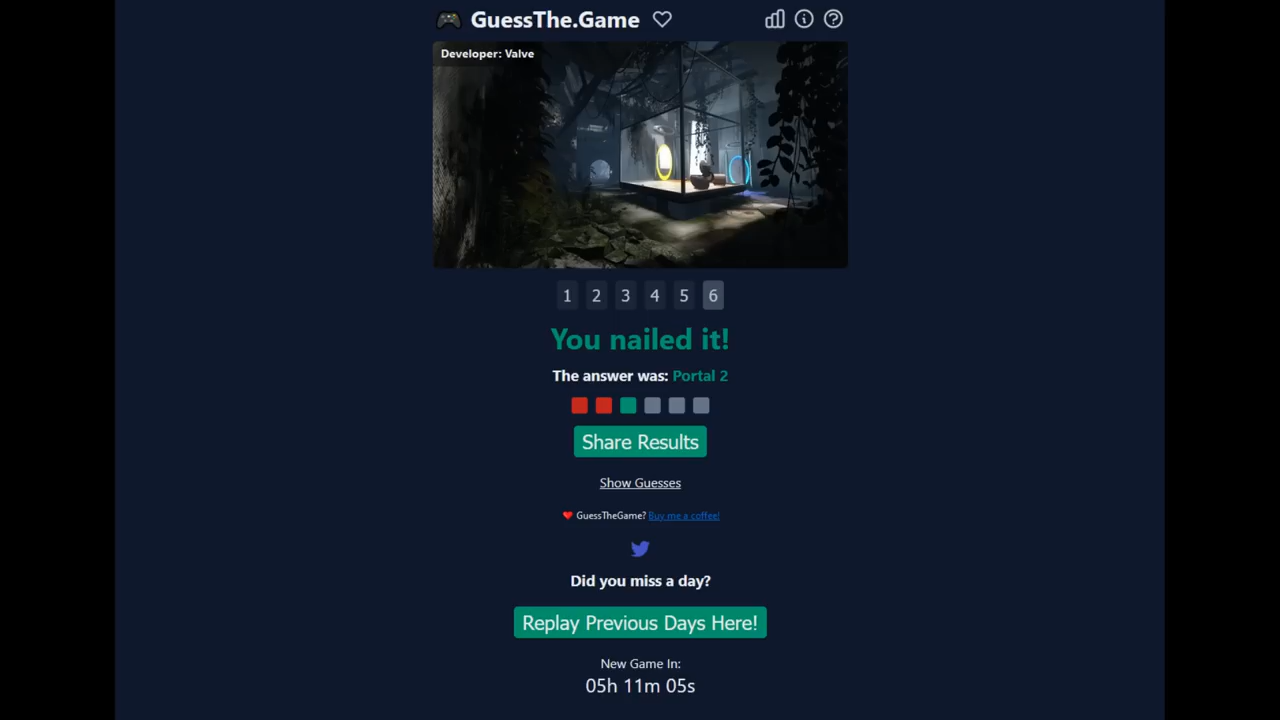 GuessThe.Game
Developer: Valve
1 2 3 4 5 6
You nailed it!
The answer was: Portal 2
Share Results
Show Guesses
GuessTheGame? Buy me a coffee!
Did you miss a day?
Replay Previous Days Here!
New Game In:
05h 11m 05s